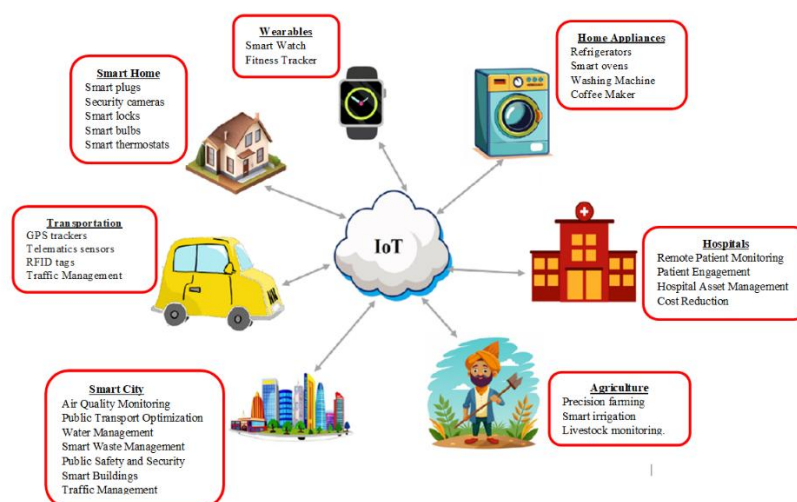 Wearables
Smart Watch
Fitness Tracker
Home Appliances
Refrigerators
Smart ovens
Washing Machine
Coffee Maker
Smart Home
Smart plugs
Security cameras
Smart locks
Smart bulbs
Smart thermostats
Transportation
GPS trackers
Telematics sensors
RFID tags
Traffic Management
IoT
Hospitals
Remote Patient Monitoring
Patient Engagement
Hospital Asset Management
Cost Reduction
Smart City
Air Quality Monitoring
Public Transport Optimization
Water Management
Smart Waste Management
Public Safety and Security
Smart Buildings
Traffic Management
Agriculture
Precision farming
Smart irrigation
Livestock monitoring.